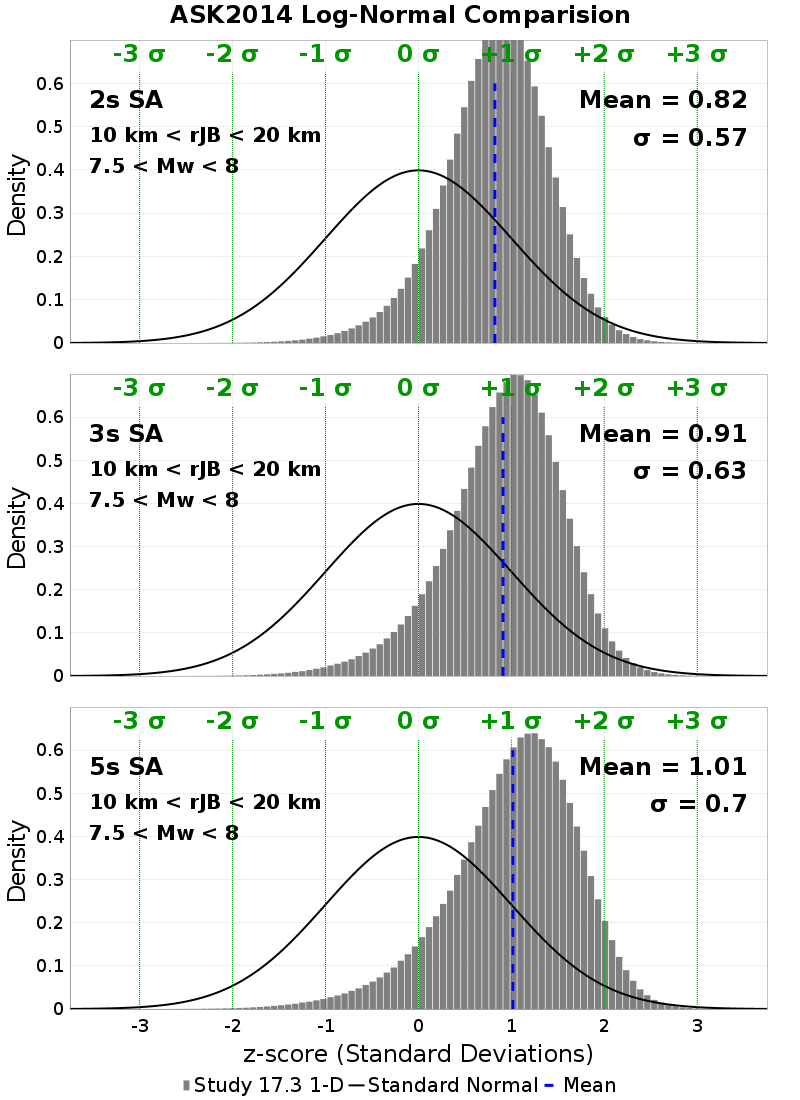 ASK2014 Log-Normal Comparision
-3 σ -2 σ -1 σ 0 σ +1 σ +2 σ +3 σ
2s SA
Mean = 0.82
10 km < rJB < 20 km
σ = 0.57
7.5 < Mw < 8
Density
0.6
0.5
0.4
0.3
0.2
0.1
0
-3 σ -2 σ -1 σ 0 σ +1 σ +2 σ +3 σ
3s SA
Mean = 0.91
10 km < rJB < 20 km
σ = 0.63
7.5 < Mw < 8
Density
0.6
0.5
0.4
0.3
0.2
0.1
0
-3 σ -2 σ -1 σ 0 σ +1 σ +2 σ +3 σ
5s SA
Mean = 1.01
10 km < rJB < 20 km
σ = 0.7
7.5 < Mw < 8
Density
0.6
0.5
0.4
0.3
0.2
0.1
0
-3 -2 -1 0 1 2 3
z-score (Standard Deviations)
Study 17.3 1-D Standard Normal Mean